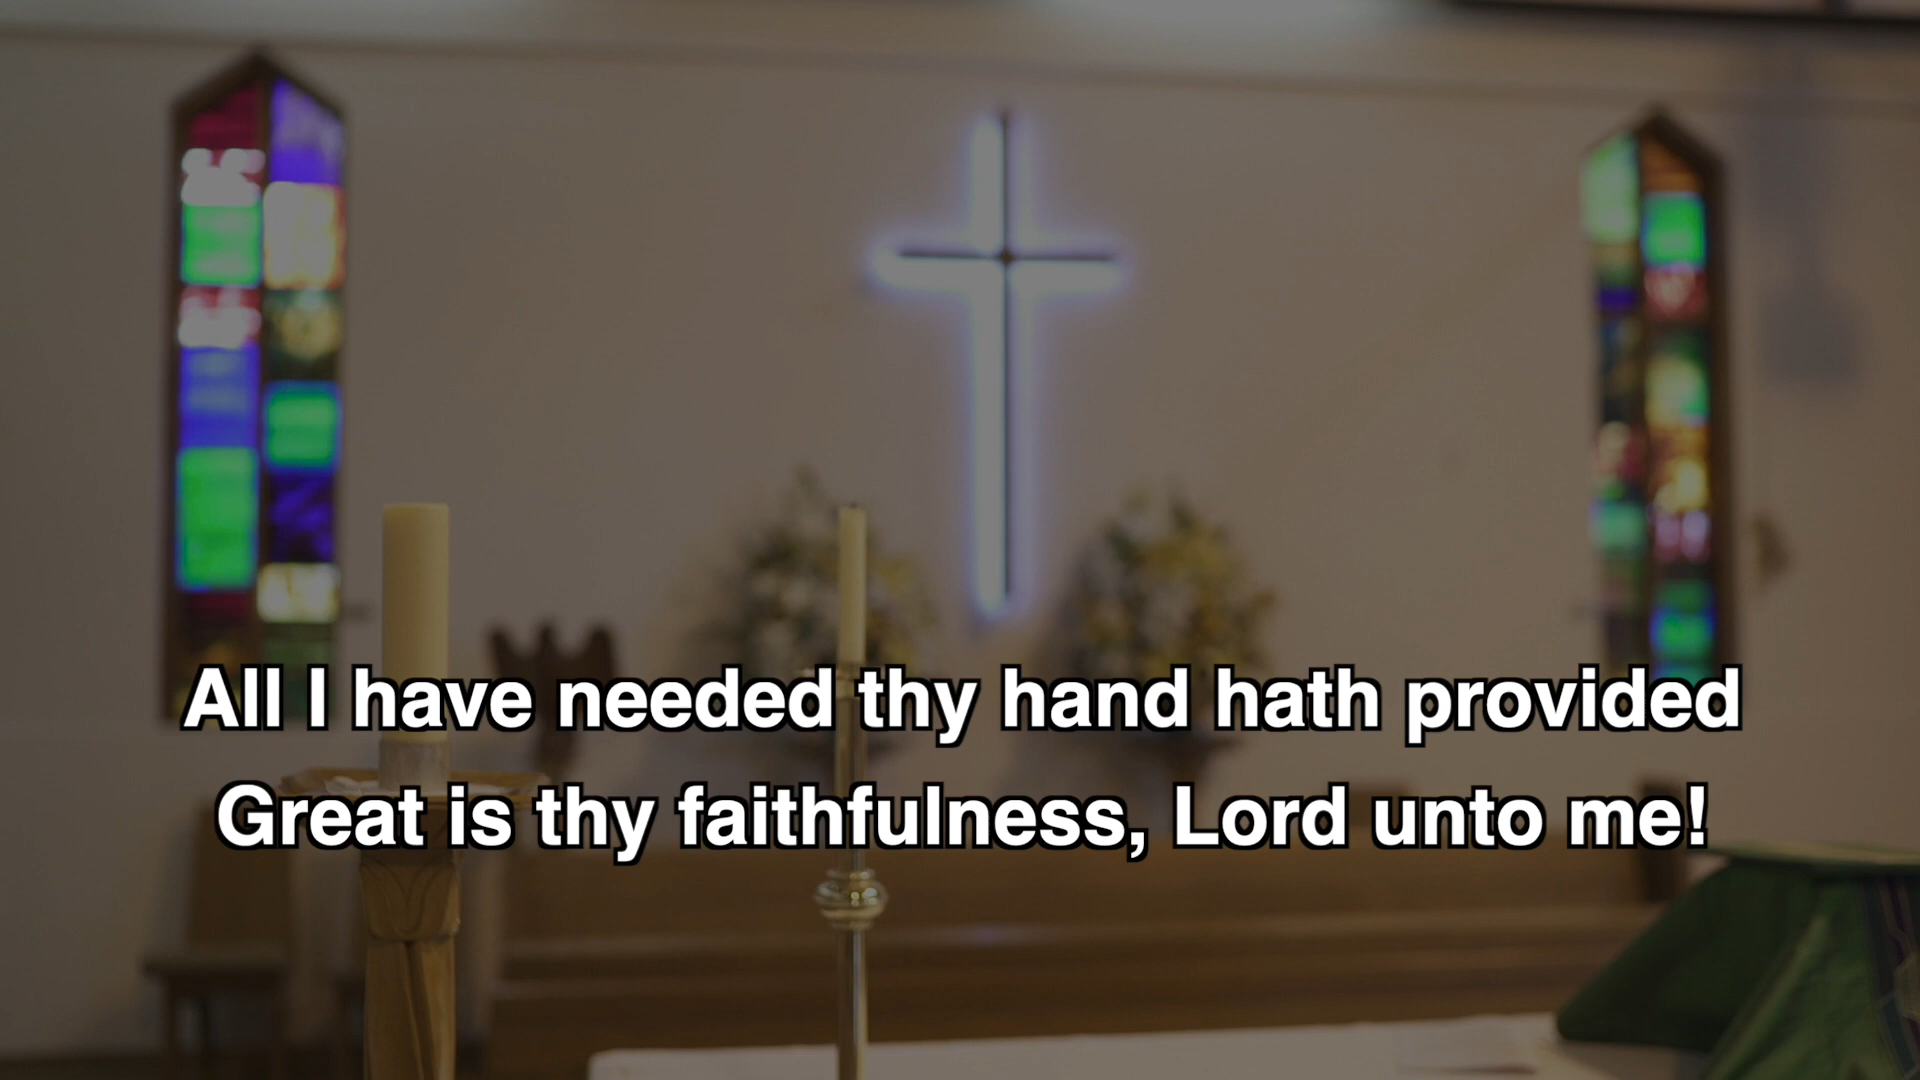 All I have needed thy hand hath provided
Great is thy faithfulness, Lord unto me!